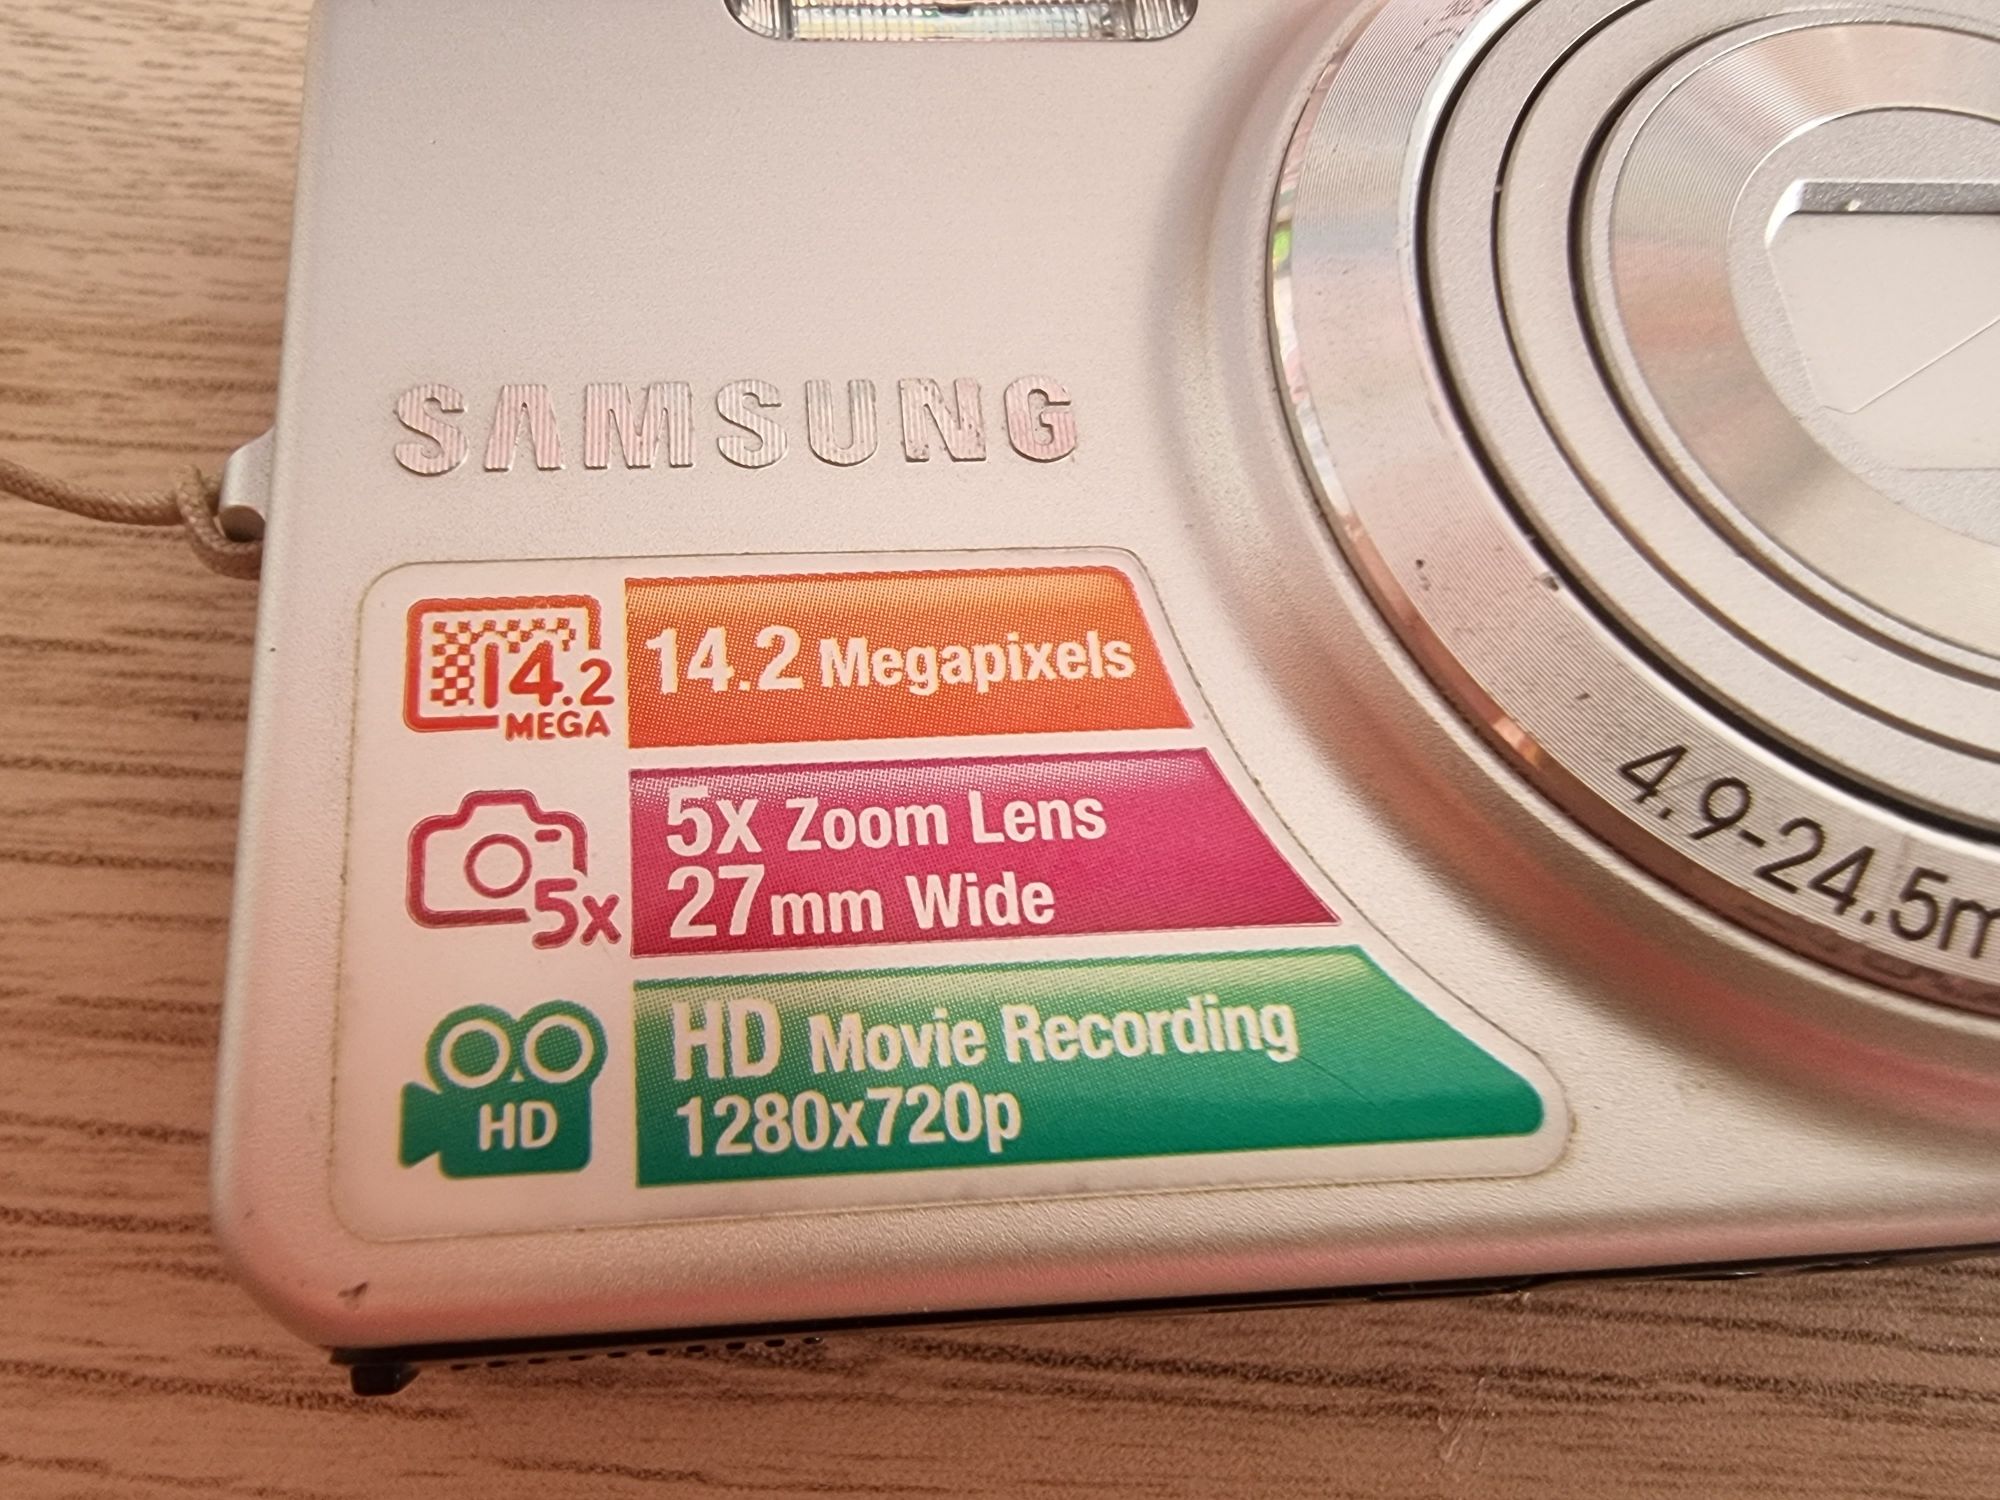 SAMSUNG
14.2
MEGA
14.2 Megapixels
5x
5x Zoom Lens
27mm Wide
HD
HD Movie Recording
1280x720p
4.9-24.5m